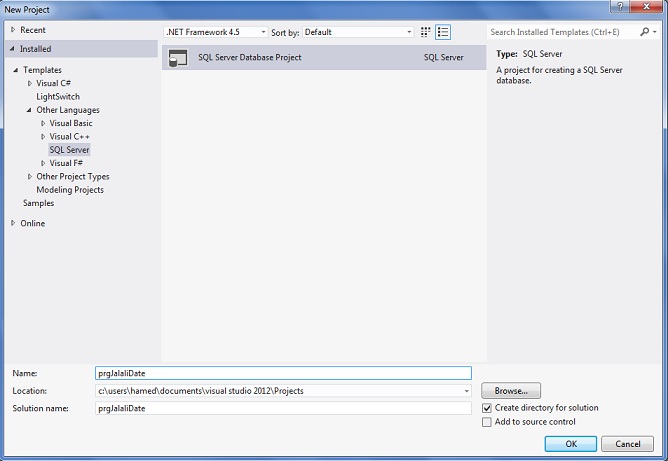 New Project
Recent
Installed
Templates
Visual C#
LightSwitch
Other Languages
Visual Basic
Visual C++
SQL Server
Visual F#
Other Project Types
Modeling Projects
Samples
Online
.NET Framework 4.5 Sort by: Default
SQL Server Database Project SQL Server
Search Installed Templates (Ctrl+E)
Type: SQL Server
A project for creating a SQL Server
database.
Name: prgJalaliDate
Location: c:\users\hamed\documents\visual studio 2012\Projects Browse...
Solution name: prgJalaliDate Create directory for solution
Add to source control
OK Cancel